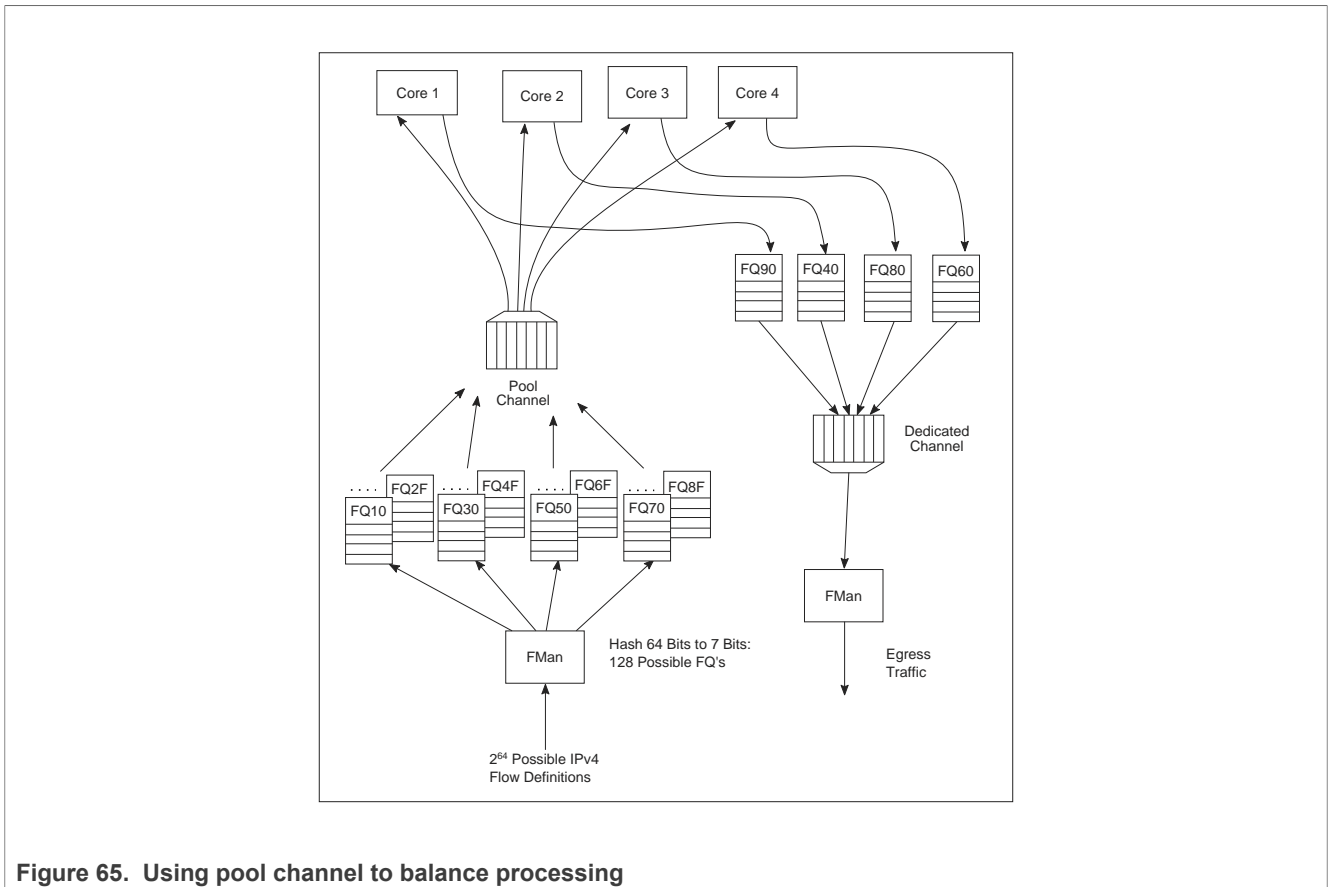 Core 1
Core 2
Core 3
Core 4
FQ90
FQ40
FQ80
FQ60
Pool
Channel
Dedicated
Channel
. . . .
FQ2F
. . . .
FQ4F
. . . .
FQ6F
. . . .
FQ8F
FQ10
FQ30
FQ50
FQ70
FMan
Hash 64 Bits to 7 Bits:
128 Possible FQ's
FMan
Egress
Traffic
2⁶⁴ Possible IPv4
Flow Definitions
Figure 65. Using pool channel to balance processing